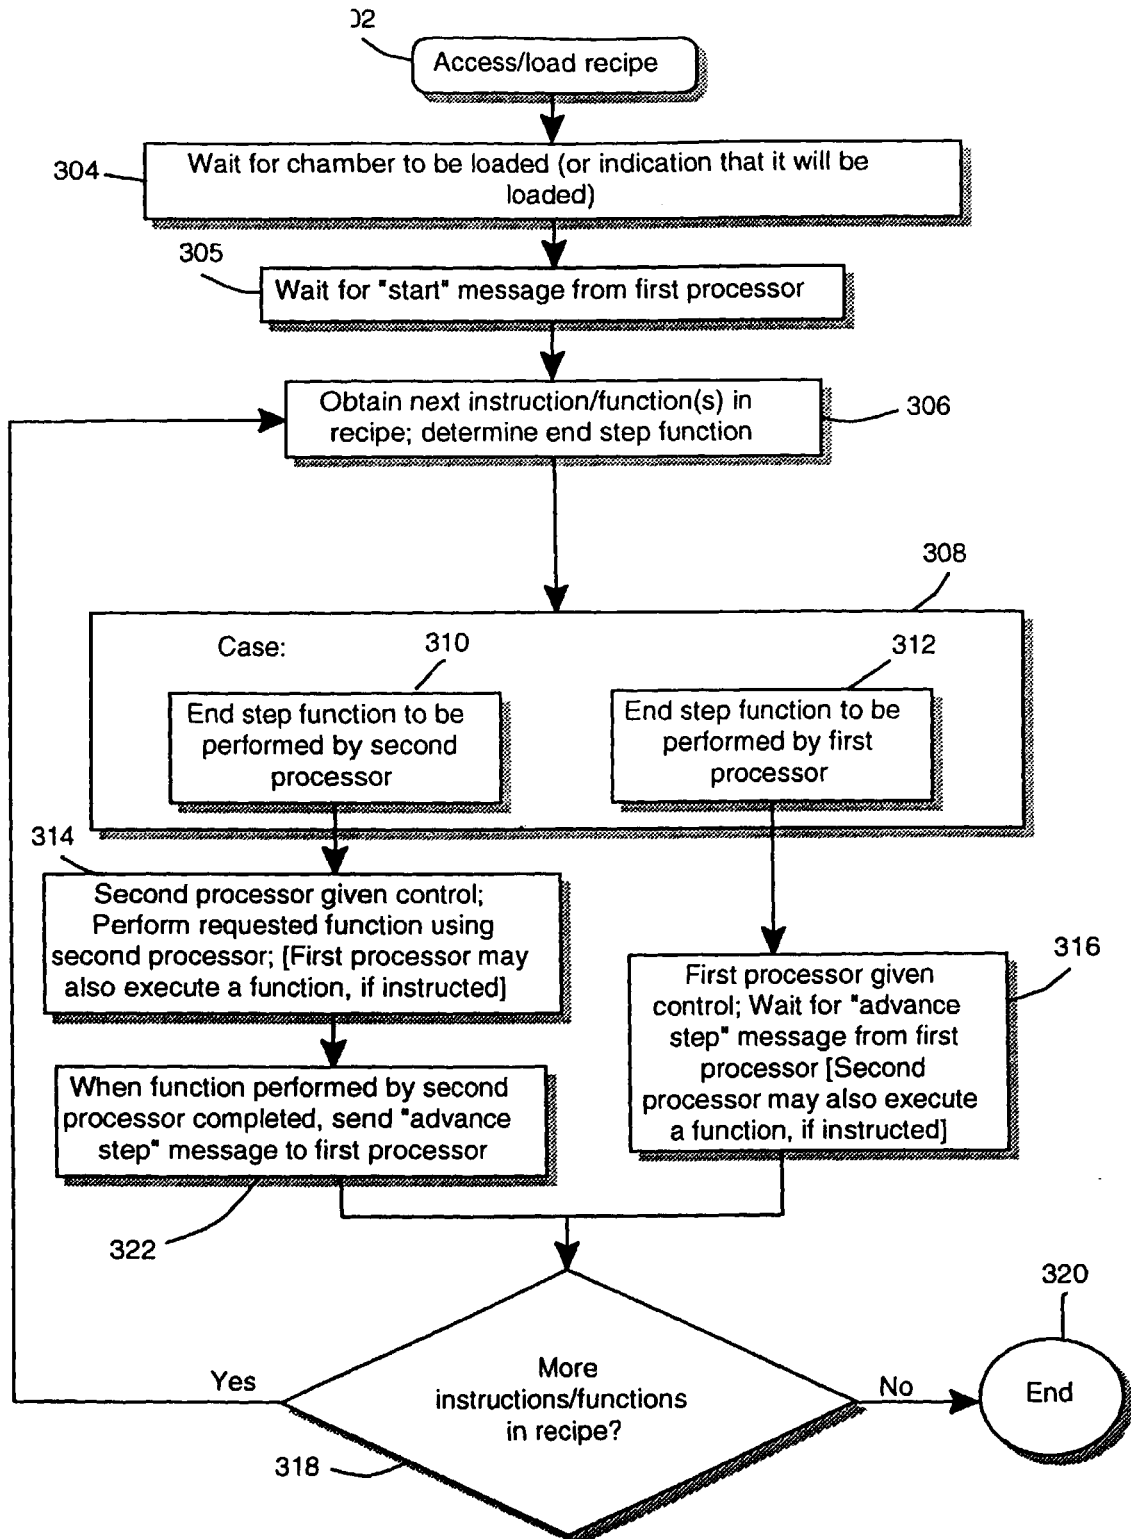 02
Access/load recipe
304
Wait for chamber to be loaded (or indication that it will be
loaded)
305
Wait for "start" message from first processor
Obtain next instruction/function(s) in
recipe; determine end step function
306
308
Case:
310
312
End step function to be
performed by second
processor
End step function to be
performed by first
processor
314
Second processor given control;
Perform requested function using
second processor; [First processor may
also execute a function, if instructed]
316
First processor given
control; Wait for "advance
step" message from first
processor [Second
processor may also execute
a function, if instructed]
When function performed by second
processor completed, send "advance
step" message to first processor
322
320
Yes
More
instructions/functions
in recipe?
No
End
318